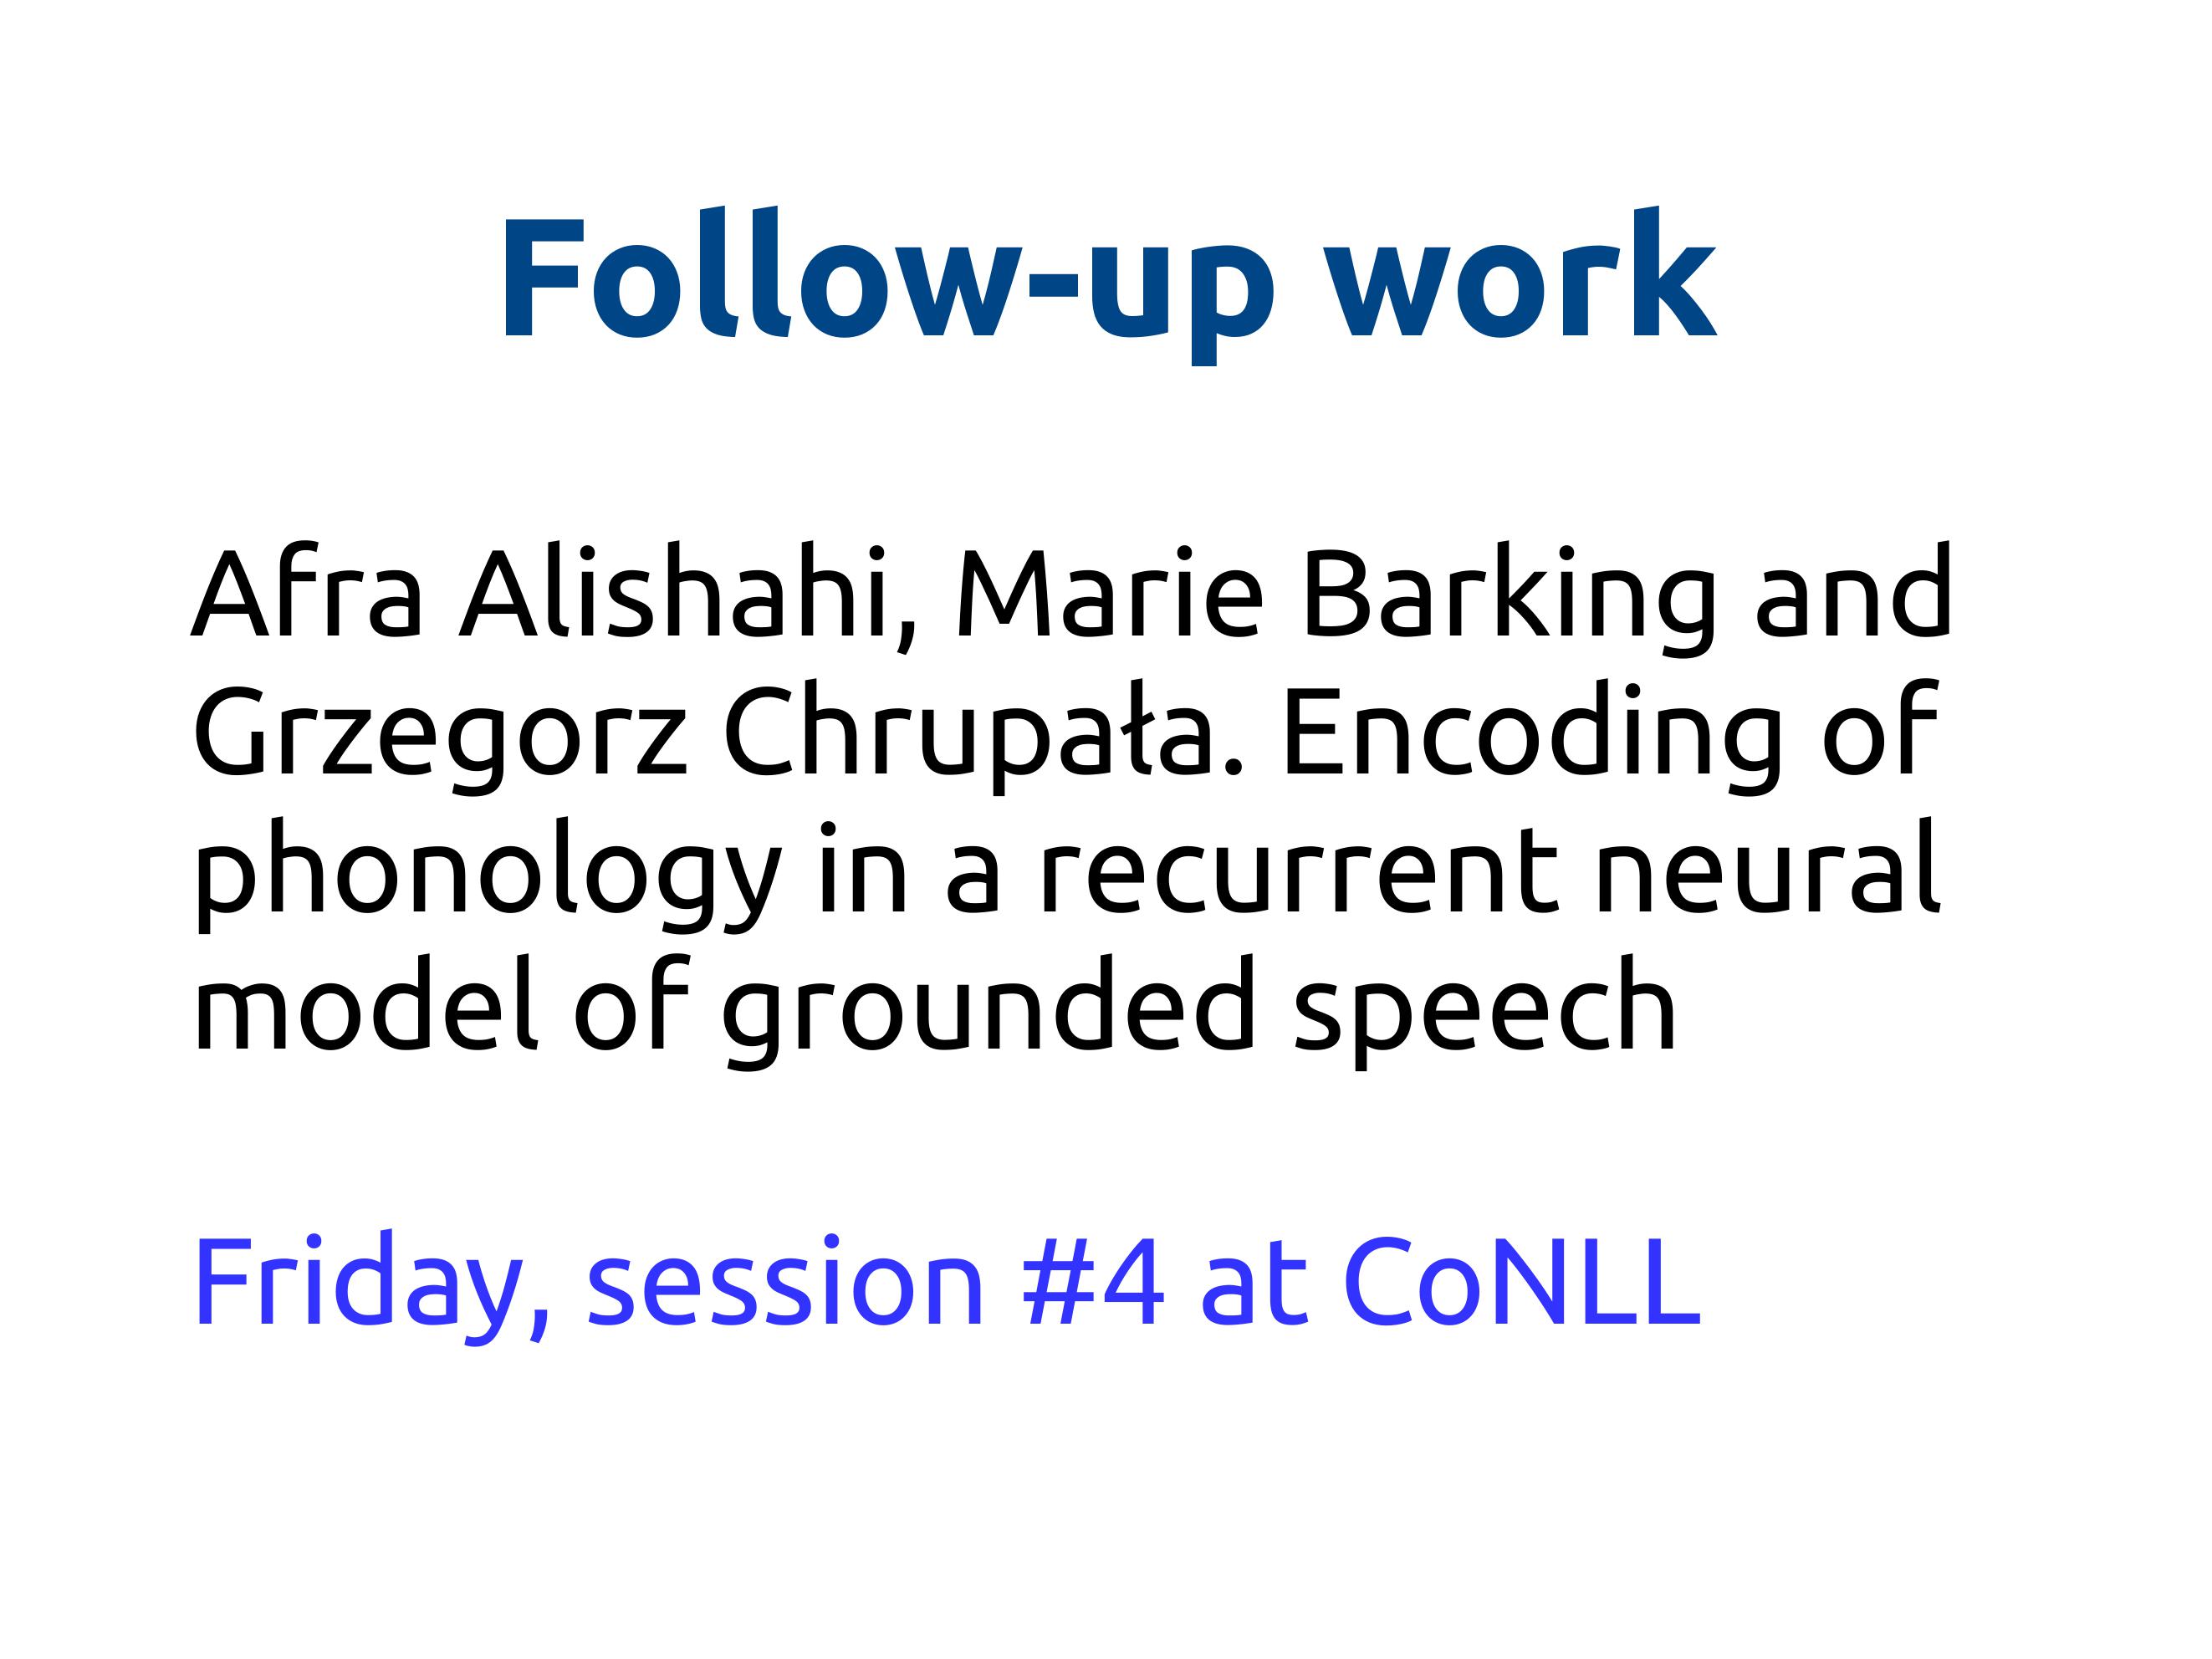 Follow-up work
Afra Alishahi, Marie Barking and
Grzegorz Chrupała. Encoding of
phonology in a recurrent neural
model of grounded speech
Friday, session #4 at CoNLL